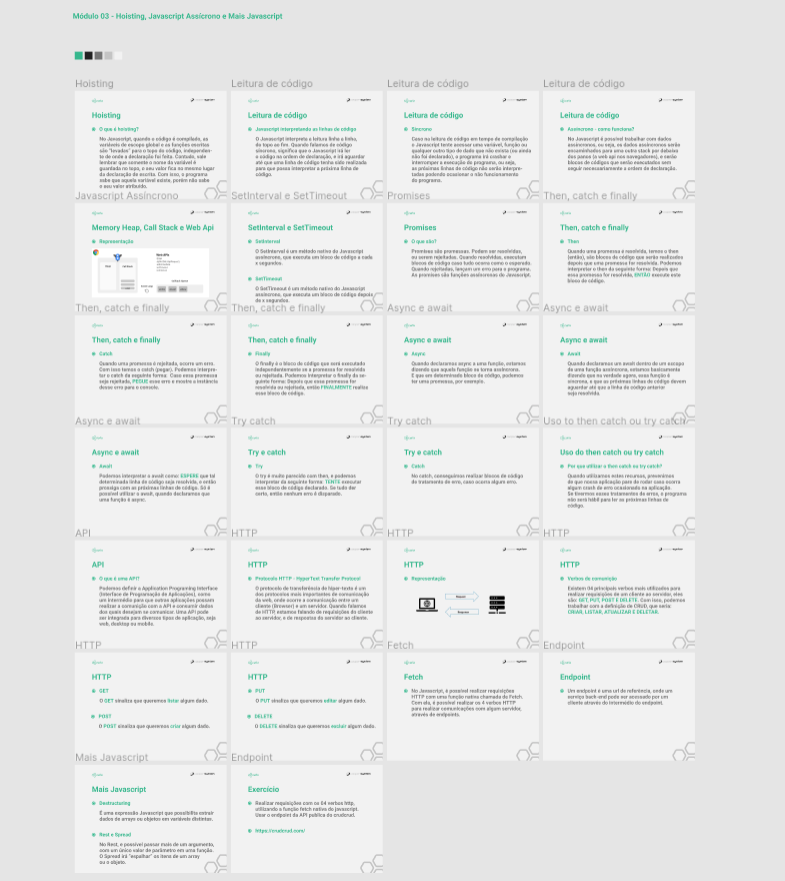 Módulo 03 - Hoisting, Javascript Assícrono e Mais Javascript
Hoisting
Leitura de código
Leitura de código
Leitura de código
Hoisting
O que é hoisting?
No Javascript, quando o código é compilado, as
variáveis de escopo global e as funções escritas
são "levadas" para o topo do código, independen-
te de onde a declaração foi feita. Contudo, vale
lembrar que somente o nome da variável é
guardada no topo, o seu valor fica no mesmo lugar
da declaração de escrita. Com isso, o programa
sabe que aquela variável existe, porém não sabe
o seu valor atribuído.
Leitura de código
Javascript interpretando as linhas de código
O Javascript interpreta a leitura linha a linha,
do topo ao fim. Quando falamos de código
síncrono, significa que o Javascript irá ler
o código na ordem de declaração, e irá aguardar
até que uma linha de código tenha sido realizada
para que possa interpretar a próxima linha de
código.
Leitura de código
Síncrono
Caso na leitura do código em tempo de compilação
o Javascript tente acessar uma variável, função ou
qualquer outro tipo de dado que não exista (ou ainda
não foi declarado), o programa irá crashar e
interromper a execução do programa, ou seja,
as próximas linhas de código não serão interpre-
tadas podendo ocasionar o não funcionamento
do programa.
Leitura de código
Assíncrono - como funciona?
No Javascript é possível trabalhar com dados
assíncronos, ou seja, os dados assíncronos serão
encaminhados para uma outra stack por debaixo
dos panos (a web api nos navegadores), e serão
blocos de código que serão executados sem
seguir necessariamente a ordem de declaração.
Javascript Assíncrono
SetInterval e SetTimeout
Promises
Then, catch e finally
Memory Heap, Call Stack e Web Api
Representação
SetInterval e SetTimeout
SetInterval
O SetInterval é um método nativo do Javascript
assíncrono, que executa um bloco de código a cada
x segundos.
SetTimeout
O SetTimeout é um método nativo do Javascript
assíncrono, que executa um bloco de código depois
de x segundos.
Promises
O que são?
Promises são promessas. Podem ser resolvidas,
ou serem rejeitadas. Quando resolvidas, executam
blocos de código caso tudo ocorra como o esperado.
Quando rejeitadas, lançam um erro para o programa.
As promises são funções assíncronas do Javascript.
Then, catch e finally
Then
Quando uma promessa é resolvida, temos o then
(então), são blocos de código que serão realizados
depois que uma promessa for resolvida. Podemos
interpretar o then da seguinte forma: Depois que
essa promessa for resolvida, ENTÃO execute este
bloco de código.
Then, catch e finally
Then, catch e finally
Async e await
Async e await
Then, catch e finally
Catch
Quando uma promessa é rejeitada, ocorre um erro.
Com isso temos o catch (pegar). Podemos interpre-
tar o catch da seguinte forma: Caso essa promessa
seja rejeitada, PEGUE esse erro e mostre a instância
desse erro para o console.
Then, catch e finally
Finally
O finally é o bloco de código que será executado
independentemente se a promessa for resolvida
ou rejeitada. Podemos interpretar o finally da se-
guinte forma: Depois que essa promessa for
resolvida ou rejeitada, então FINALMENTE realize
esse bloco de código.
Async e await
Async
Quando declaramos async a uma função, estamos
dizendo que aquela função se torna assíncrona.
E que em determinado bloco de código, podemos
ter uma promessa, por exemplo.
Async e await
Await
Quando declaramos um await dentro de um escopo
de uma função assíncrona, estamos basicamente
dizendo que na verdade agora, essa função é
síncrona, e que as próximas linhas de código devem
aguardar até que a linha de código anterior
seja resolvida.
Async e await
Try catch
Try catch
Uso to then catch ou try catch
Async e await
Await
Podemos interpretar o await como: ESPERE que tal
determinada linha de código seja resolvida, e então
prossiga com as próximas linhas de código. Só é
possível utilizar o await, quando declaramos que
uma função é async.
Try e catch
Try
O try é muito parecido com then, e podemos
interpretar da seguinte forma: TENTE executar
esse bloco de código declarado. Se tudo der
certo, então nenhum erro é disparado.
Try e catch
Catch
No catch, conseguimos realizar blocos de código
de tratamento de erro, caso ocorra algum erro.
Uso do then catch ou try catch
Por que utilizar o then catch ou try catch?
Quando utilizamos estes recursos, prevenimos
de que nossa aplicação pare de rodar caso ocorra
algum crash de erro ocasionado na aplicação.
Se tivermos esses tratamentos de erros, o programa
não será hábil para ler as próximas linhas de
código.
API
HTTP
HTTP
HTTP
API
O que é uma API?
Podemos definir a Application Programing Interface
(Interface de Programação de Aplicações), como
um intermédio para que outras aplicações possam
realizar a comunicação com a API e consumir dados
dos quais desejam se comunicar. Uma API pode
ser integrada para diversos tipos de aplicação, seja
web, desktop ou mobile.
HTTP
Protocolo HTTP - HyperText Transfer Protocol
O protocolo de transferência de hiper-texto é um
dos protocolos mais importantes de comunicação
da web, onde ocorre a comunicação entre um
cliente (Browser) e um servidor. Quando falamos
de HTTP, estamos falando de requisições do cliente
ao servidor, e de respostas do servidor ao cliente.
HTTP
Representação
Request
Response
HTTP
Verbos de comunição
Existem 04 principais verbos mais utilizados para
realizar requisições de um cliente ao servidor, eles
são: GET, PUT, POST E DELETE. Com isso, podemos
trabalhar com a definição de CRUD, que seria:
CRIAR, LISTAR, ATUALIZAR E DELETAR.
HTTP
HTTP
Fetch
Endpoint
HTTP
GET
O GET sinaliza que queremos listar algum dado.
POST
O POST sinaliza que queremos criar algum dado.
HTTP
PUT
O PUT sinaliza que queremos editar algum dado.
DELETE
O DELETE sinaliza que queremos excluir algum dado.
Fetch
No Javascript, é possível realizar requisições
HTTP com uma função nativa chamada de Fetch.
Com ela, é possível realizar os 4 verbos HTTP
para realizar comunicações com algum servidor,
através de endpoints.
Endpoint
Um endpoint é uma url de referência, onde um
serviço back-end pode ser acessado por um
cliente através do intermédio do endpoint.
Mais Javascript
Endpoint
Mais Javascript
Destructuring
É uma expressão Javascript que possibilita extrair
dados de arrays ou objetos em variáveis distintas.
Rest e Spread
No Rest, é possível passar mais de um argumento,
com um único valor de parâmetro em uma função.
O Spread irá "espalhar" os itens de um array
ou o objeto.
Exercício
Realizar requisições com os 04 verbos http,
utilizando a função fetch nativa do javascript.
Usar o endpoint da API pública do crudcrud.
https://crudcrud.com/